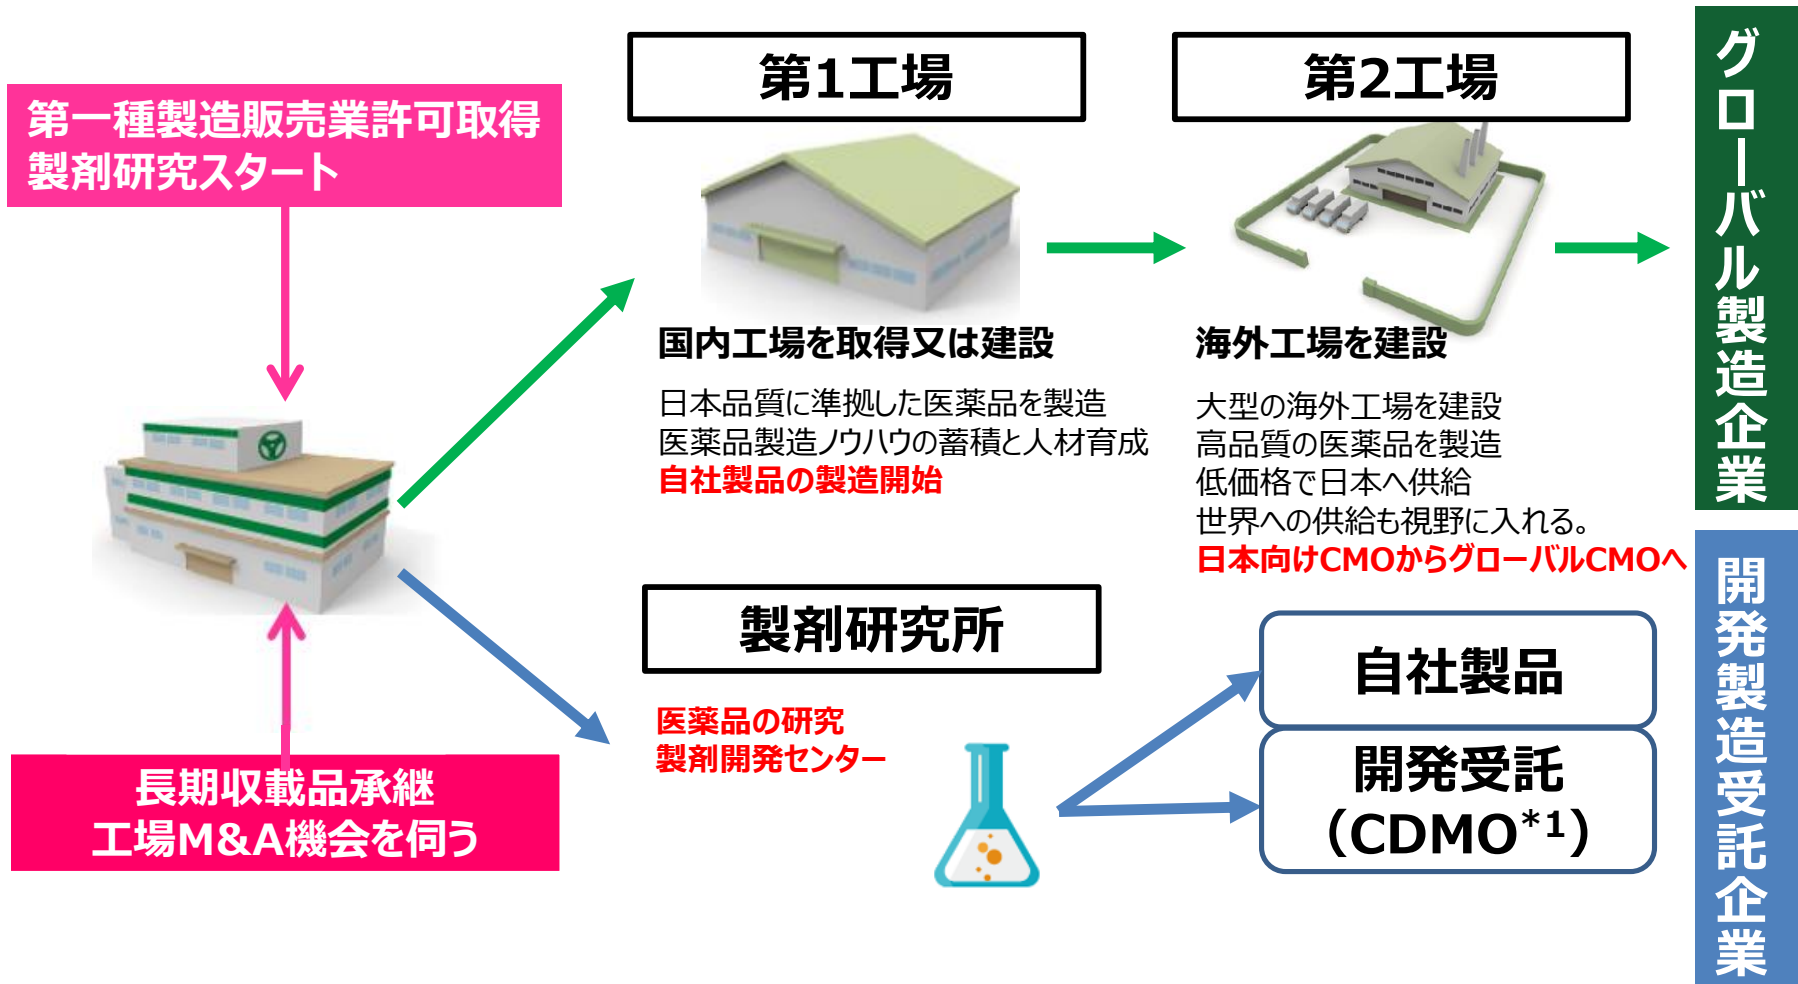 第一種製造販売業許可取得
製剤研究スタート
長期収載品承継
工場M&A機会を伺う
第1工場
国内工場を取得又は建設
日本品質に準拠した医薬品を製造
医薬品製造ノウハウの蓄積と人材育成
自社製品の製造開始
第2工場
海外工場を建設
大型の海外工場を建設
高品質の医薬品を製造
低価格で日本へ供給
世界への供給も視野に入れる。
日本向けCMOからグローバルCMOへ
グローバル製造企業
製剤研究所
医薬品の研究
製剤開発センター
自社製品
開発受託
（CDMO*1）
開発製造受託企業